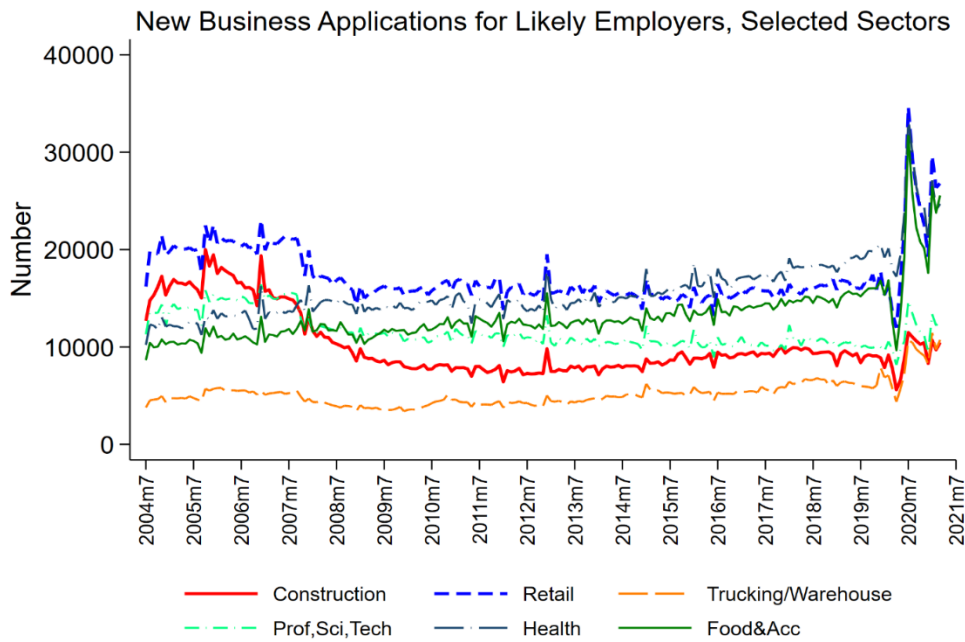 New Business Applications for Likely Employers, Selected Sectors
Number
40000
30000
20000
10000
0
2004m7
2005m7
2006m7
2007m7
2008m7
2009m7
2010m7
2011m7
2012m7
2013m7
2014m7
2015m7
2016m7
2017m7
2018m7
2019m7
2020m7
2021m7
Construction Retail Trucking/Warehouse
Prof,Sci,Tech Health Food&Acc